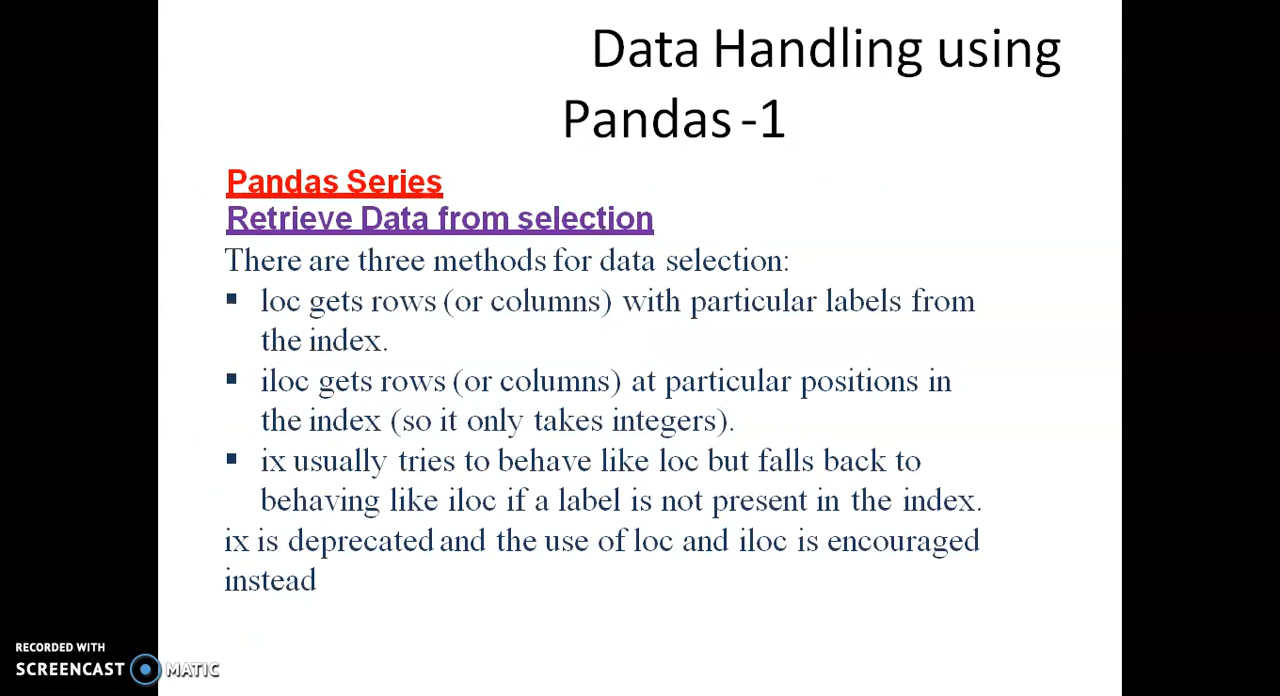 Data Handling using
Pandas -1
Pandas Series
Retrieve Data from selection
There are three methods for data selection:
▪ loc gets rows (or columns) with particular labels from
the index.
▪ iloc gets rows (or columns) at particular positions in
the index (so it only takes integers).
▪ ix usually tries to behave like loc but falls back to
behaving like iloc if a label is not present in the index.
ix is deprecated and the use of loc and iloc is encouraged
instead
RECORDED WITH
SCREENCAST MATIC